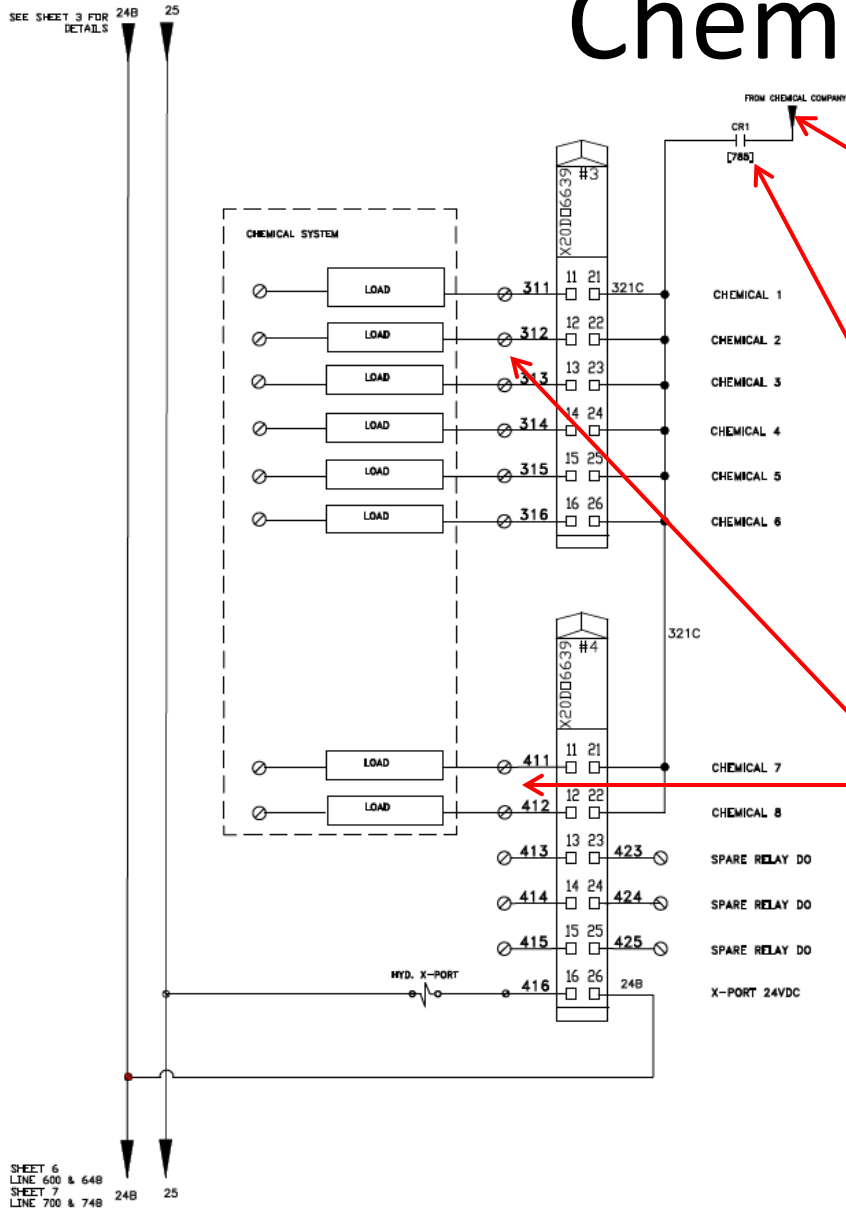 Chem
SEE SHEET 3 FOR
DETAILS
24B 25
FROM CHEMICAL COMPANY
CR1
[785]
X20DO6639
#3
CHEMICAL SYSTEM
LOAD 311 11 21 321C CHEMICAL 1
LOAD 312 12 22 CHEMICAL 2
LOAD 313 13 23 CHEMICAL 3
LOAD 314 14 24 CHEMICAL 4
LOAD 315 15 25 CHEMICAL 5
LOAD 316 16 26 CHEMICAL 6
321C
X20DO6639
#4
LOAD 411 11 21 CHEMICAL 7
LOAD 412 12 22 CHEMICAL 8
413 13 23 423 SPARE RELAY DO
414 14 24 424 SPARE RELAY DO
415 15 25 425 SPARE RELAY DO
HYD. X-PORT 416 16 26 24B X-PORT 24VDC
SHEET 6
LINE 600 & 648
SHEET 7
LINE 700 & 748
24B 25